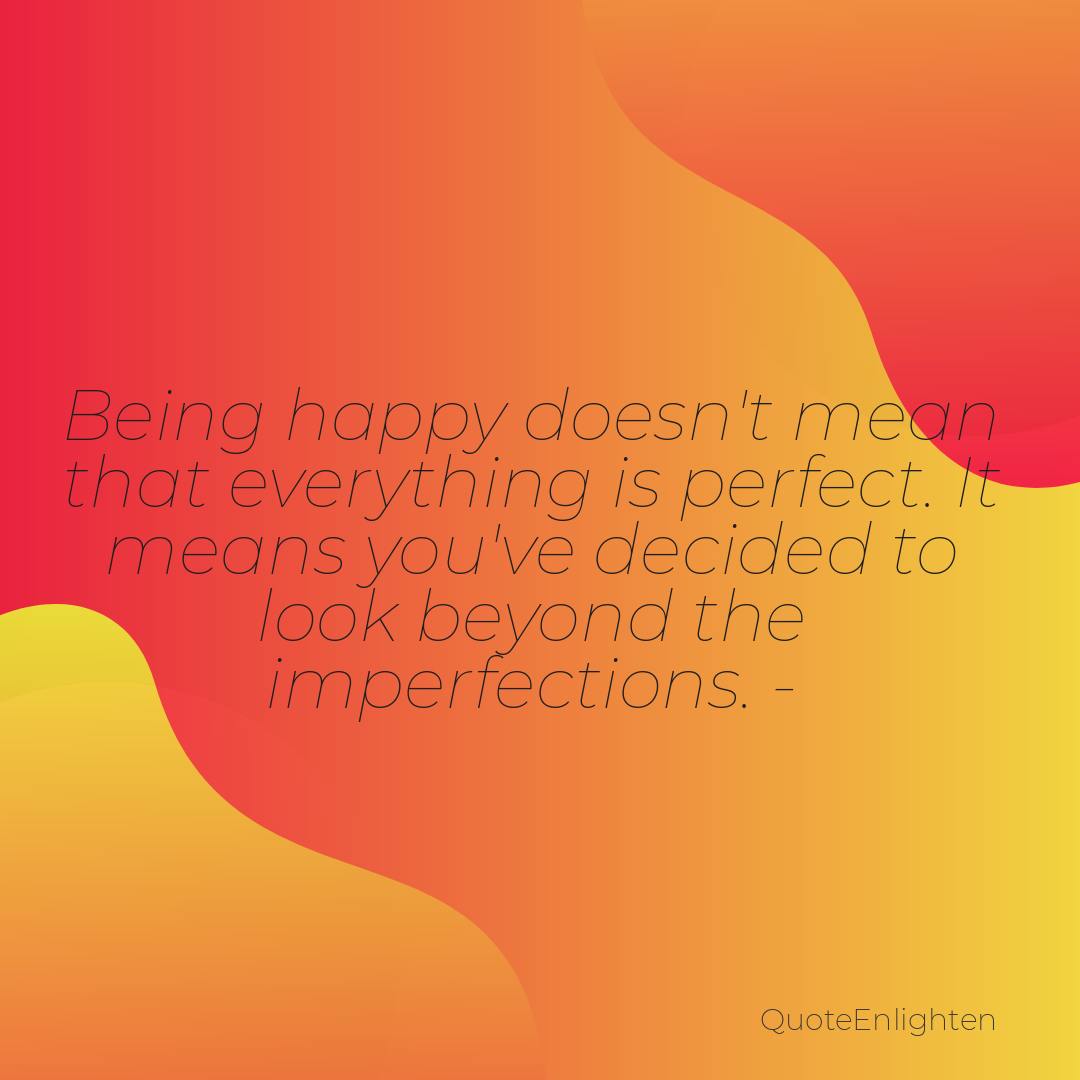 Being happy doesn't mean
that everything is perfect. It
means you've decided to
look beyond the
imperfections. -
QuoteEnlighten